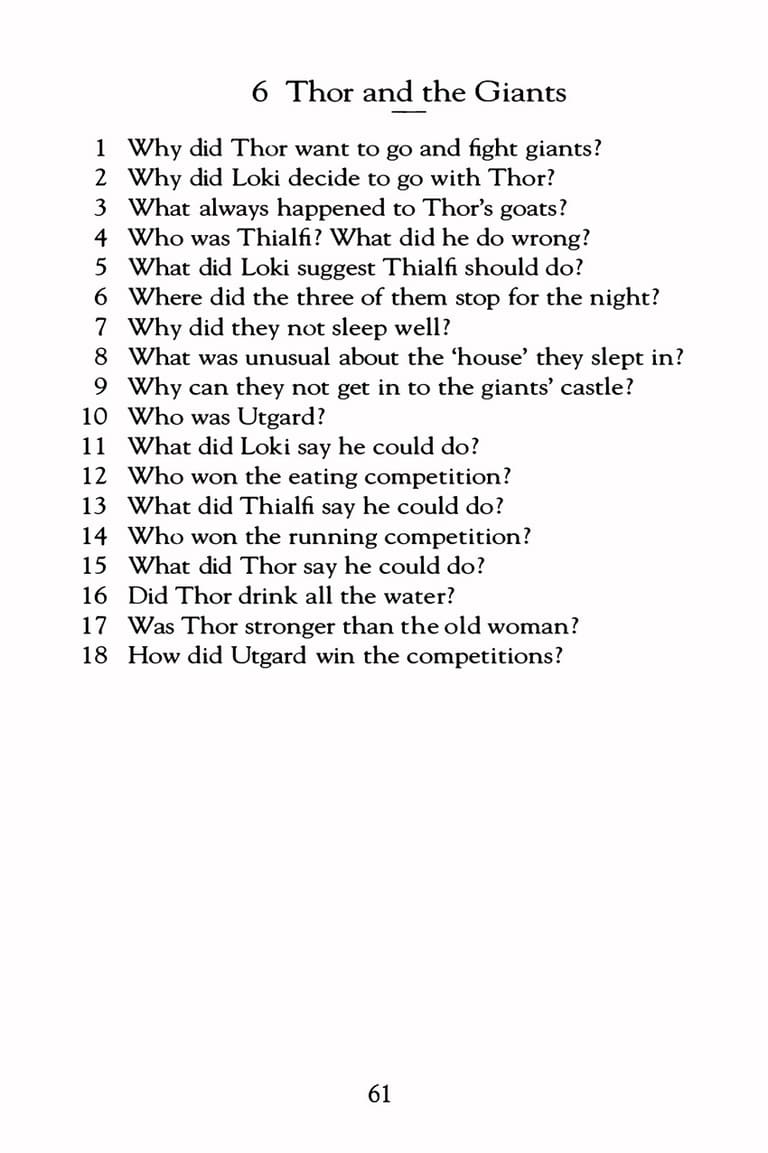 6 Thor and the Giants
1 Why did Thor want to go and fight giants?
2 Why did Loki decide to go with Thor?
3 What always happened to Thor’s goats?
4 Who was Thialfi? What did he do wrong?
5 What did Loki suggest Thialfi should do?
6 Where did the three of them stop for the night?
7 Why did they not sleep well?
8 What was unusual about the ‘house’ they slept in?
9 Why can they not get in to the giants’ castle?
10 Who was Utgard?
11 What did Loki say he could do?
12 Who won the eating competition?
13 What did Thialfi say he could do?
14 Who won the running competition?
15 What did Thor say he could do?
16 Did Thor drink all the water?
17 Was Thor stronger than the old woman?
18 How did Utgard win the competitions?
61